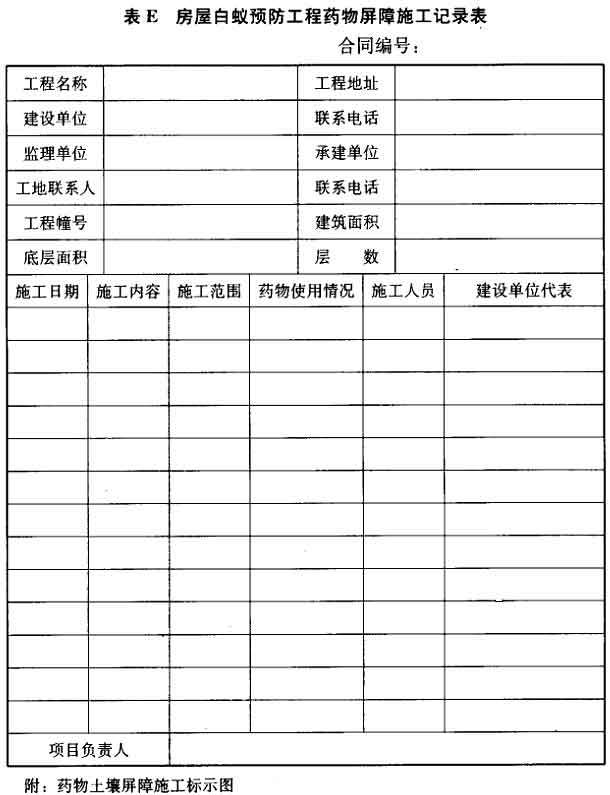 表 E 房屋白蚁预防工程药物屏障施工记录表
合同编号：
工程名称 工程地址
建设单位 联系电话
监理单位 承建单位
工地联系人 联系电话
工程幢号 建筑面积
底层面积 层 数
施工日期 施工内容 施工范围 药物使用情况 施工人员 建设单位代表
项目负责人
附：药物土壤屏障施工标示图